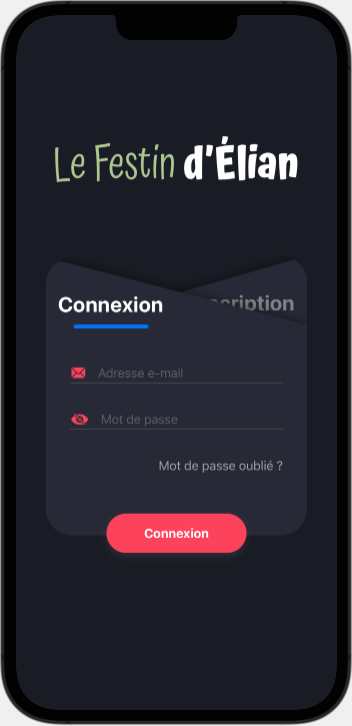 Le Festin d'Élian
Connexion
Adresse e-mail
Mot de passe
Mot de passe oublié ?
Connexion